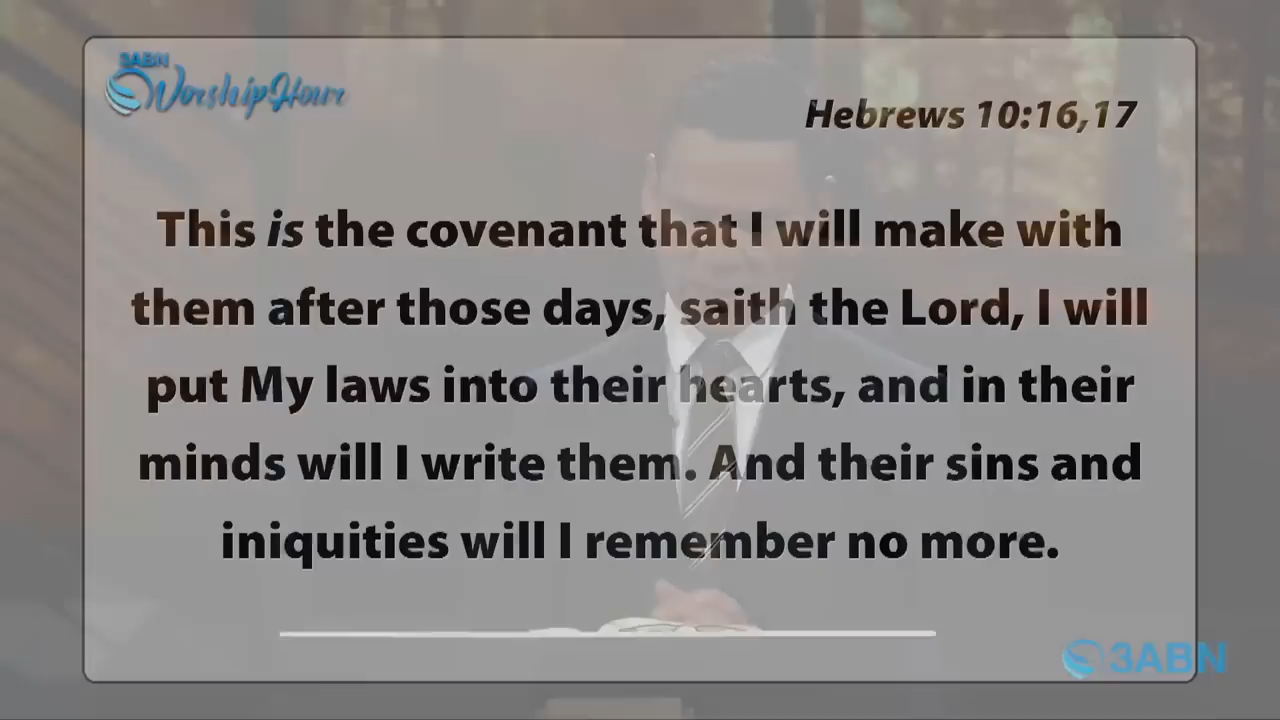 3ABN
WorshipHour
Hebrews 10:16,17
This is the covenant that I will make with
them after those days, saith the Lord, I will
put My laws into their hearts, and in their
minds will I write them. And their sins and
iniquities will I remember no more.
3ABN